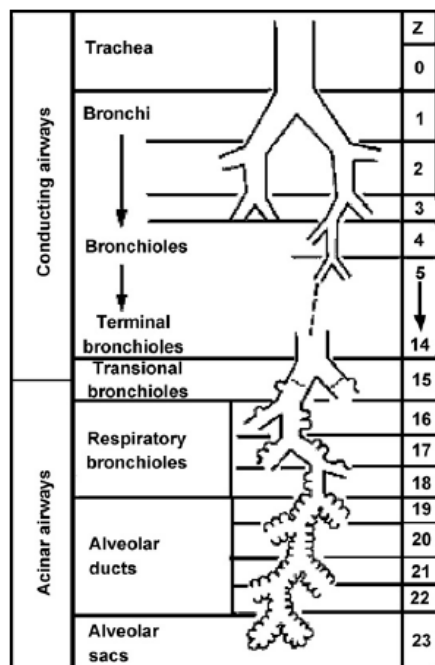 Conducting airways
Acinar airways
Trachea
Bronchi
Bronchioles
Terminal
bronchioles
Transional
bronchioles
Respiratory
bronchioles
Alveolar
ducts
Alveolar
sacs
Z
0
1
2
3
4
5
14
15
16
17
18
19
20
21
22
23